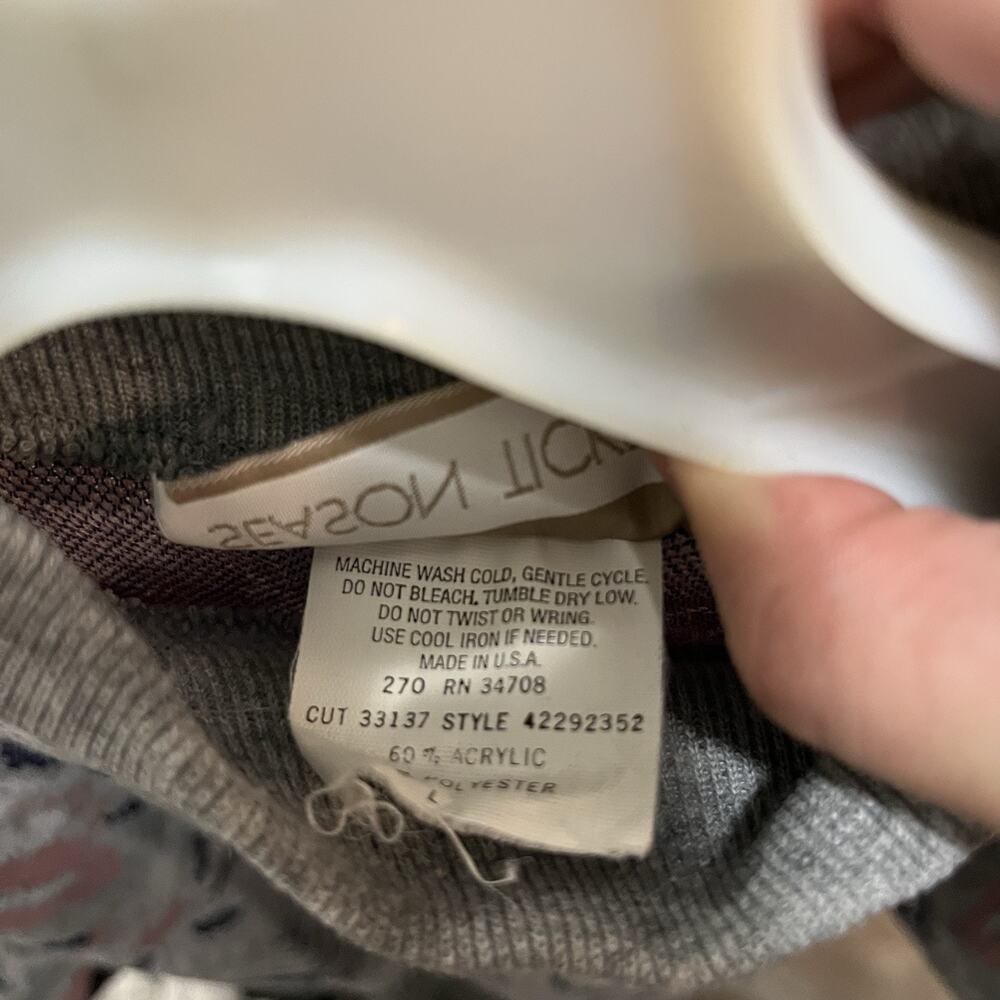 SEASON TICK
MACHINE WASH COLD, GENTLE CYCLE.
DO NOT BLEACH. TUMBLE DRY LOW.
DO NOT TWIST OR WRING.
USE COOL IRON IF NEEDED.
MADE IN U.S.A.
270 RN 34708
CUT 33137 STYLE 42292352
60 % ACRYLIC
POLYESTER
L